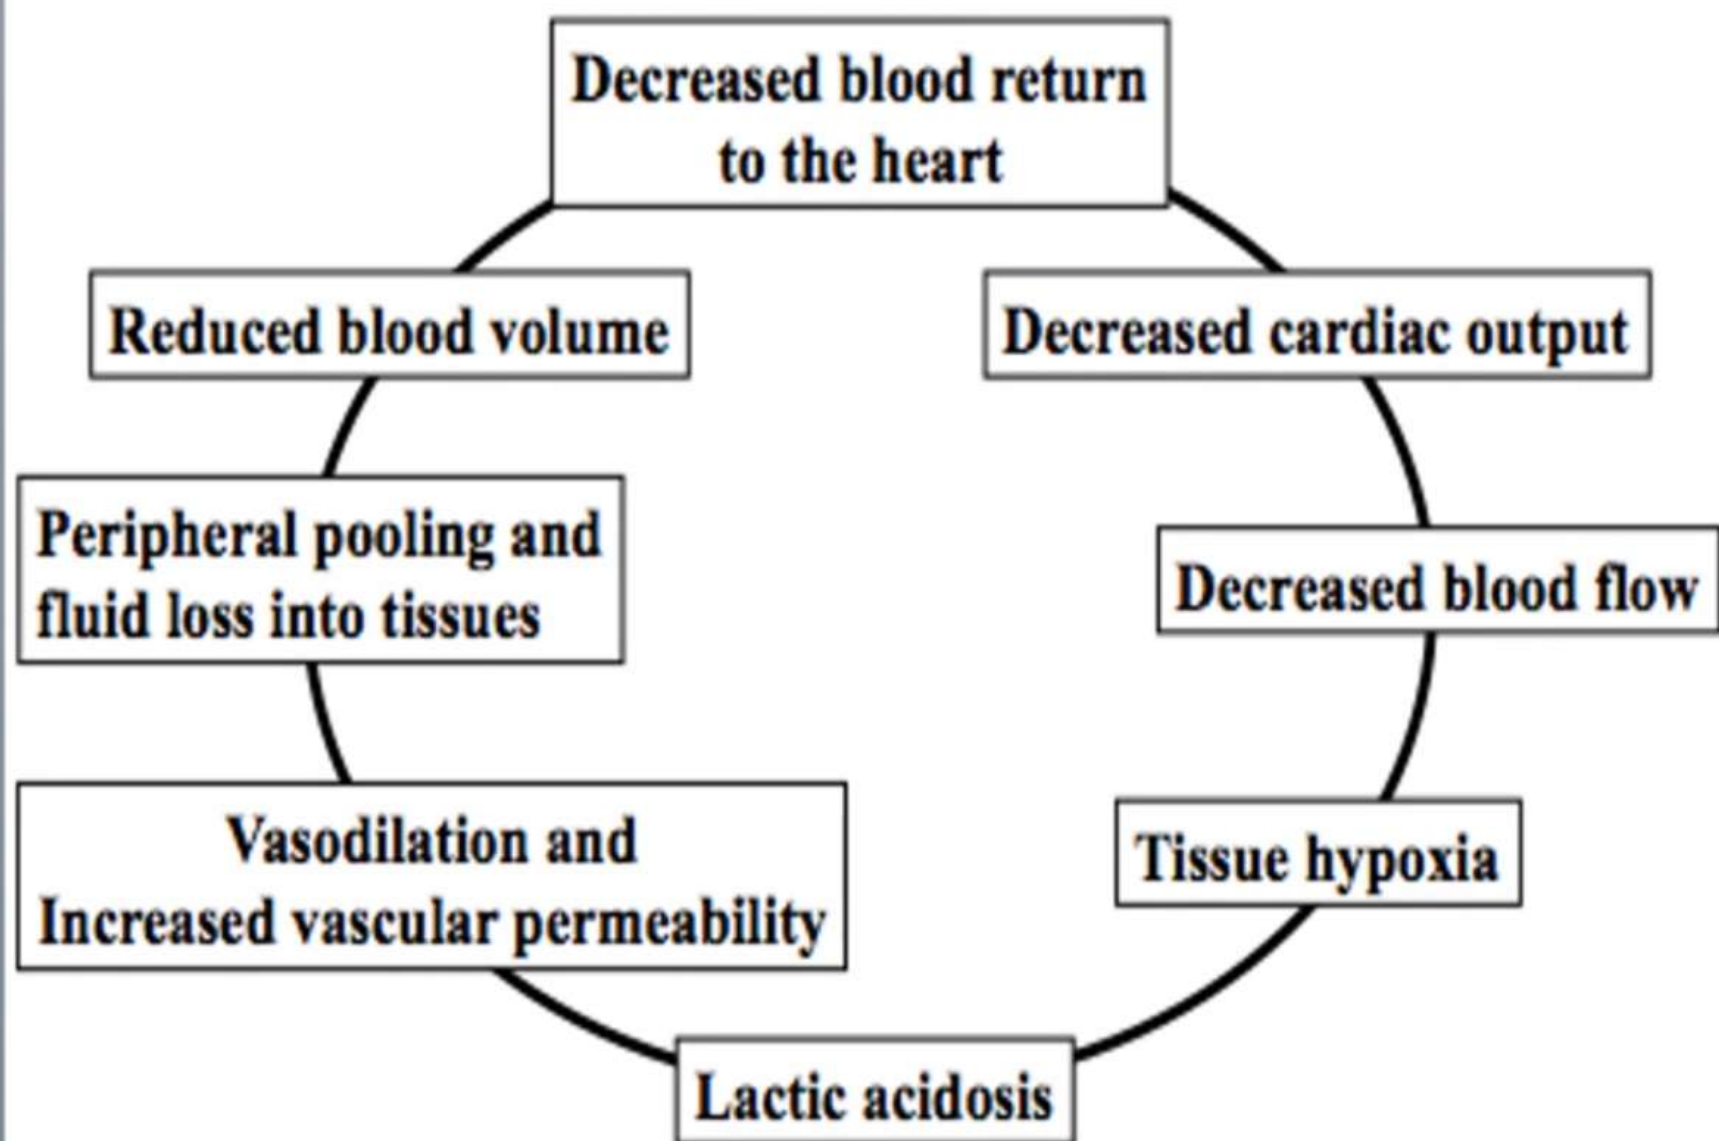 Decreased blood return
to the heart
Reduced blood volume
Decreased cardiac output
Peripheral pooling and
fluid loss into tissues
Decreased blood flow
Vasodilation and
Increased vascular permeability
Tissue hypoxia
Lactic acidosis